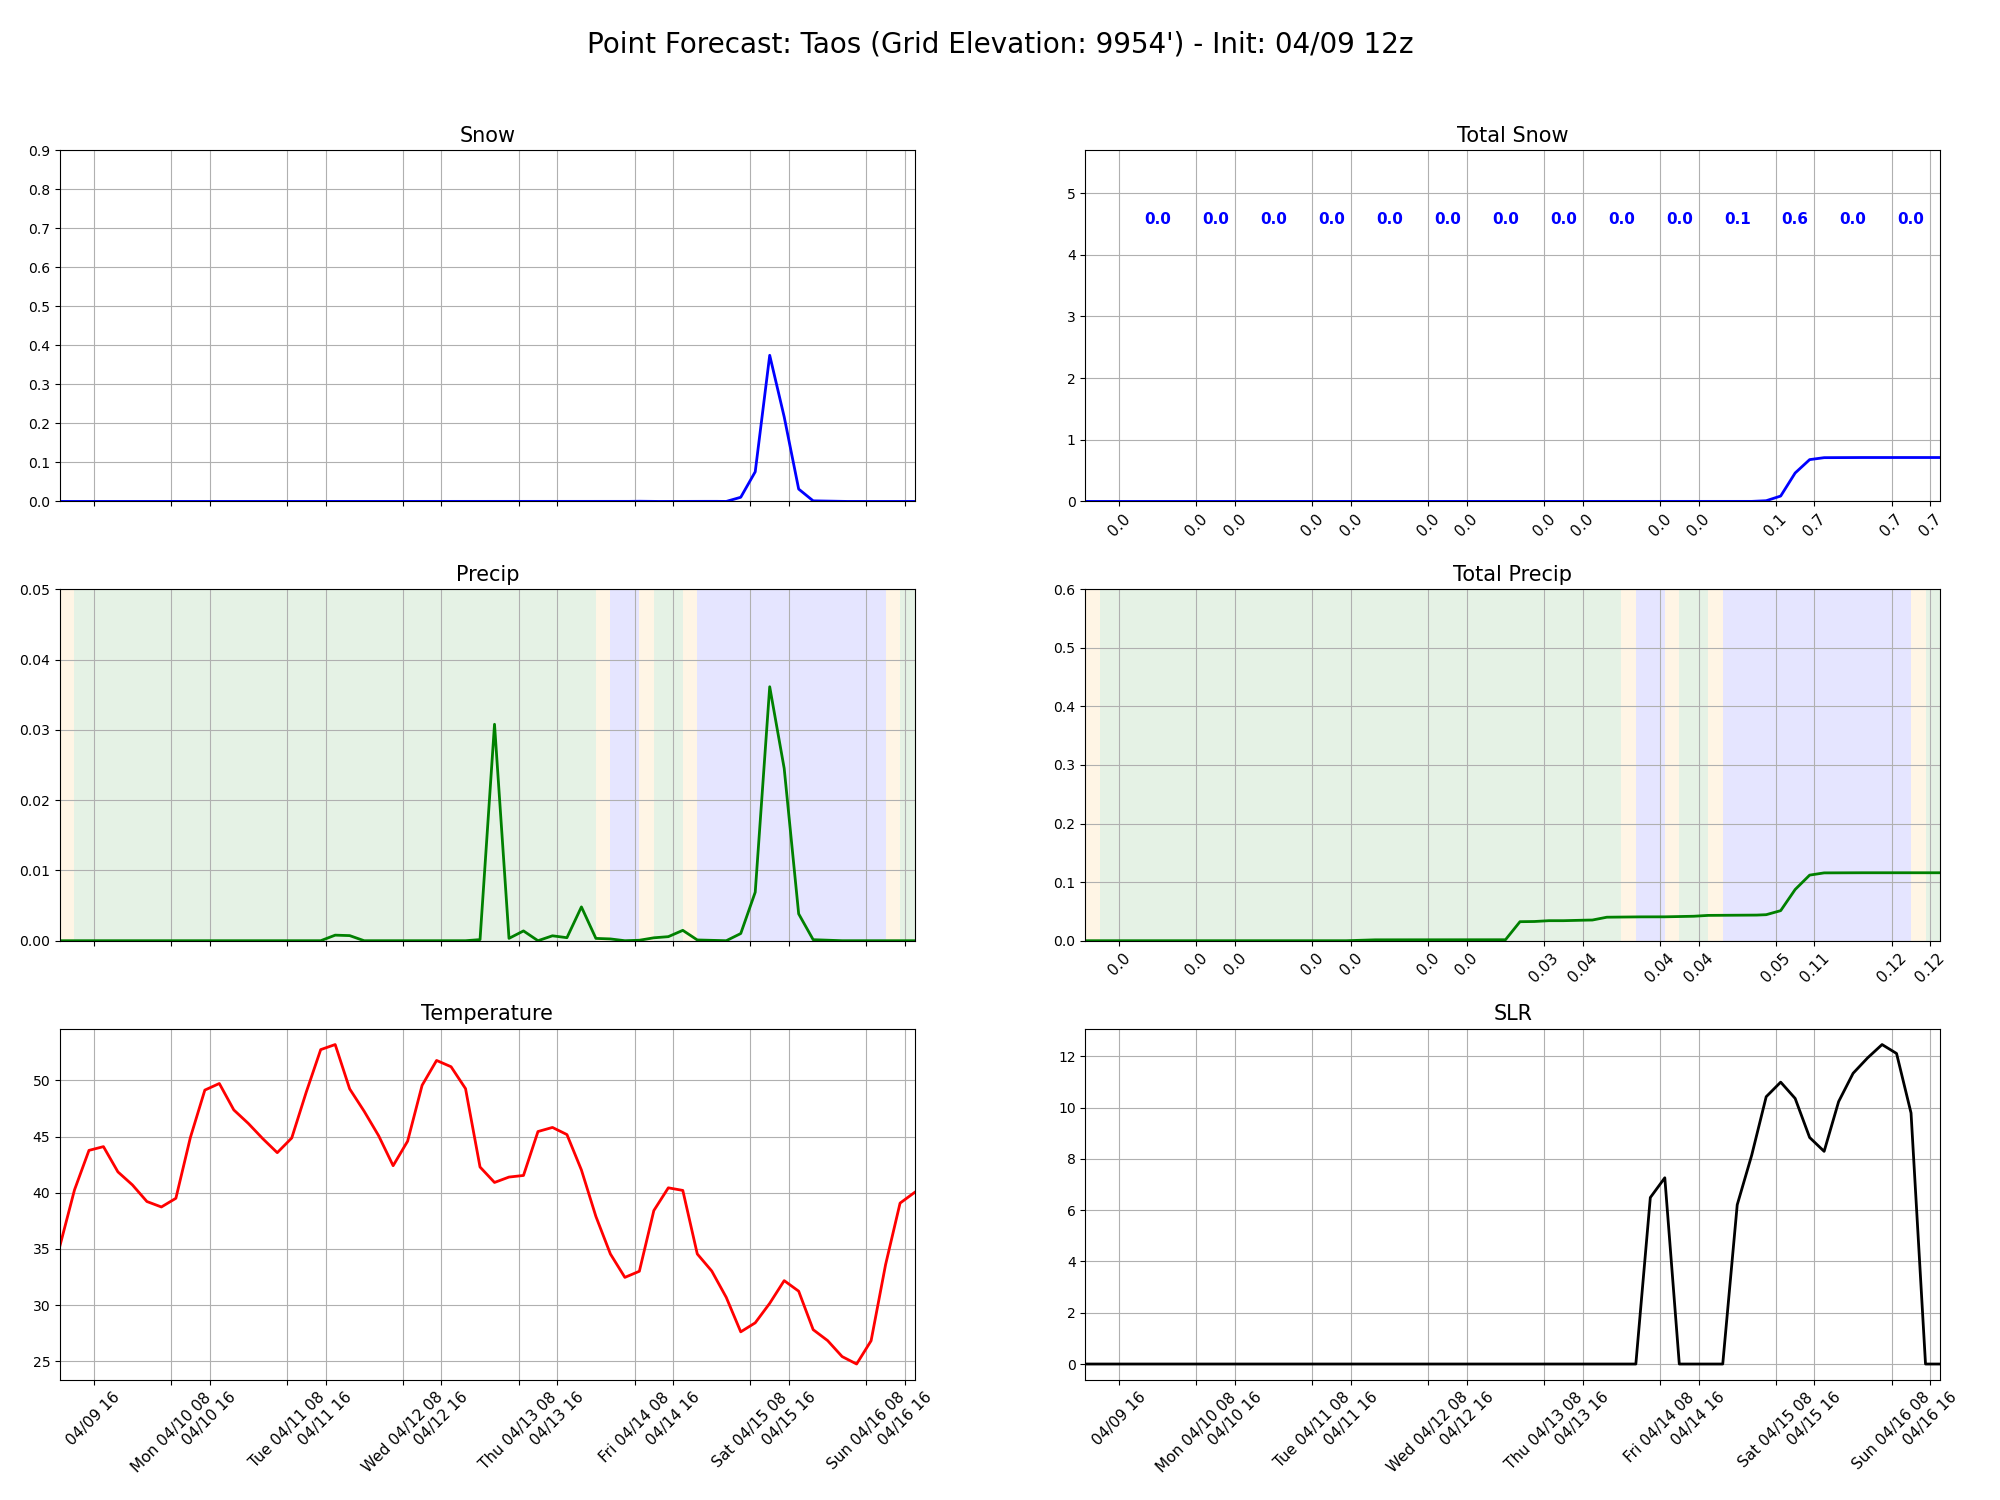 Point Forecast: Taos (Grid Elevation: 9954') - Init: 04/09 12z
Snow
0.9
0.8
0.7
0.6
0.5
0.4
0.3
0.2
0.1
0.0
Total Snow
5
4
3
2
1
0
0.0 0.0 0.0 0.0 0.0 0.0 0.0 0.0 0.0 0.0 0.1 0.6 0.0 0.0
0.0 0.0 0.0 0.0 0.0 0.0 0.0 0.0 0.0 0.0 0.0 0.1 0.7 0.7 0.7
Precip
0.05
0.04
0.03
0.02
0.01
0.00
Total Precip
0.6
0.5
0.4
0.3
0.2
0.1
0.0
0.0 0.0 0.0 0.0 0.0 0.0 0.0 0.03 0.04 0.04 0.04 0.05 0.11 0.12 0.12
Temperature
50
45
40
35
30
25
04/09 16
Mon 04/10 08
04/10 16
Tue 04/11 08
04/11 16
Wed 04/12 08
04/12 16
Thu 04/13 08
04/13 16
Fri 04/14 08
04/14 16
Sat 04/15 08
04/15 16
Sun 04/16 08
04/16 16
SLR
12
10
8
6
4
2
0
04/09 16
Mon 04/10 08
04/10 16
Tue 04/11 08
04/11 16
Wed 04/12 08
04/12 16
Thu 04/13 08
04/13 16
Fri 04/14 08
04/14 16
Sat 04/15 08
04/15 16
Sun 04/16 08
04/16 16